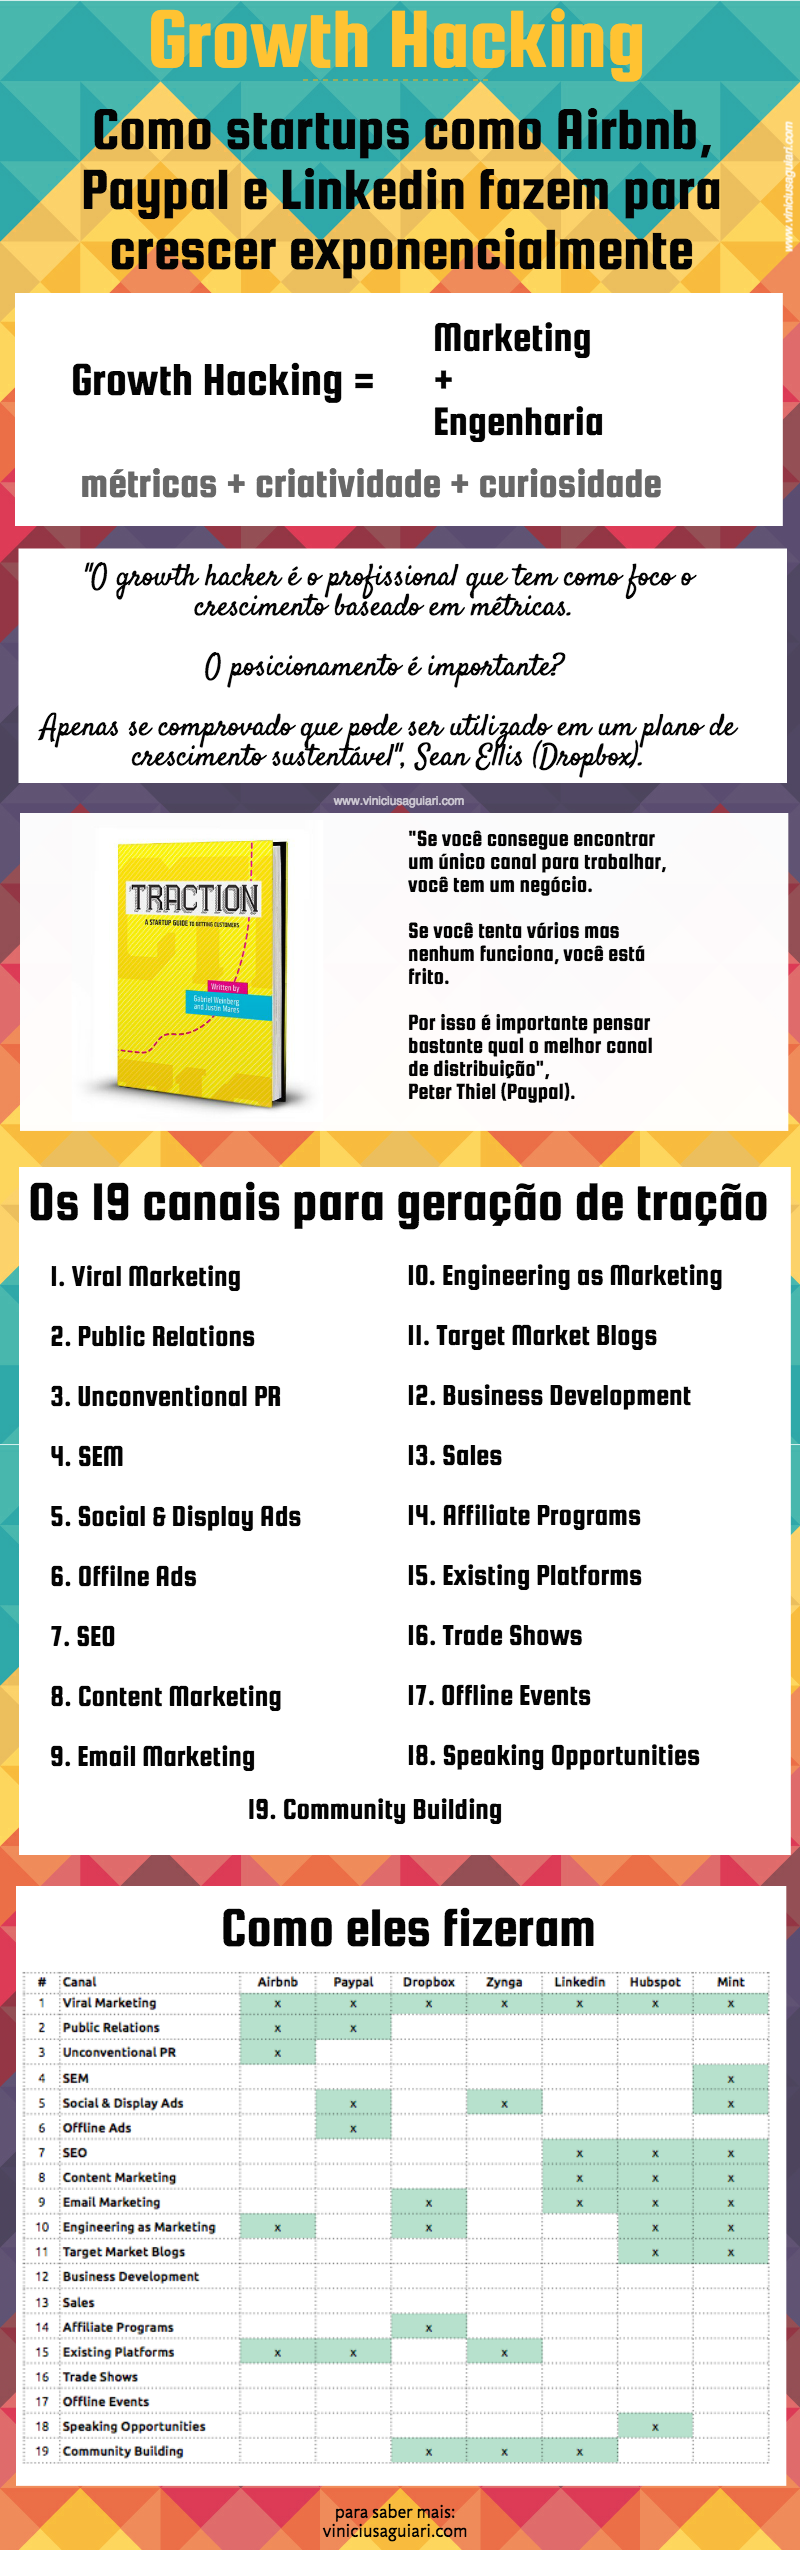 Growth Hacking
Como startups como Airbnb,
Paypal e Linkedin fazem para
crescer exponencialmente
www.viniciusaguiari.com
Growth Hacking =
Marketing
+
Engenharia
métricas + criatividade + curiosidade
"O growth hacker é o profissional que tem como foco o
crescimento baseado em métricas.
O posicionamento é importante?
Apenas se comprovado que pode ser utilizado em um plano de
crescimento sustentável", Sean Ellis (Dropbox).
www.viniciusaguiari.com
TRACTION
A STARTUP GUIDE TO GETTING CUSTOMERS
Written by
Gabriel Weinberg
and Justin Mares
"Se você consegue encontrar
um único canal para trabalhar,
você tem um negócio.
Se você tenta vários mas
nenhum funciona, você está
frito.
Por isso é importante pensar
bastante qual o melhor canal
de distribuição",
Peter Thiel (Paypal).
Os 19 canais para geração de tração
1. Viral Marketing
2. Public Relations
3. Unconventional PR
4. SEM
5. Social & Display Ads
6. Offilne Ads
7. SEO
8. Content Marketing
9. Email Marketing
10. Engineering as Marketing
11. Target Market Blogs
12. Business Development
13. Sales
14. Affiliate Programs
15. Existing Platforms
16. Trade Shows
17. Offline Events
18. Speaking Opportunities
19. Community Building
Como eles fizeram
# Canal Airbnb Paypal Dropbox Zynga Linkedin Hubspot Mint
1 Viral Marketing x x x x x x x
2 Public Relations x x
3 Unconventional PR x
4 SEM x
5 Social & Display Ads x x x
6 Offline Ads x
7 SEO x x x
8 Content Marketing x x x
9 Email Marketing x x x x
10 Engineering as Marketing x x x x
11 Target Market Blogs x x
12 Business Development
13 Sales
14 Affiliate Programs x
15 Existing Platforms x x x
16 Trade Shows
17 Offline Events
18 Speaking Opportunities x
19 Community Building x x x
para saber mais:
viniciusaguiari.com